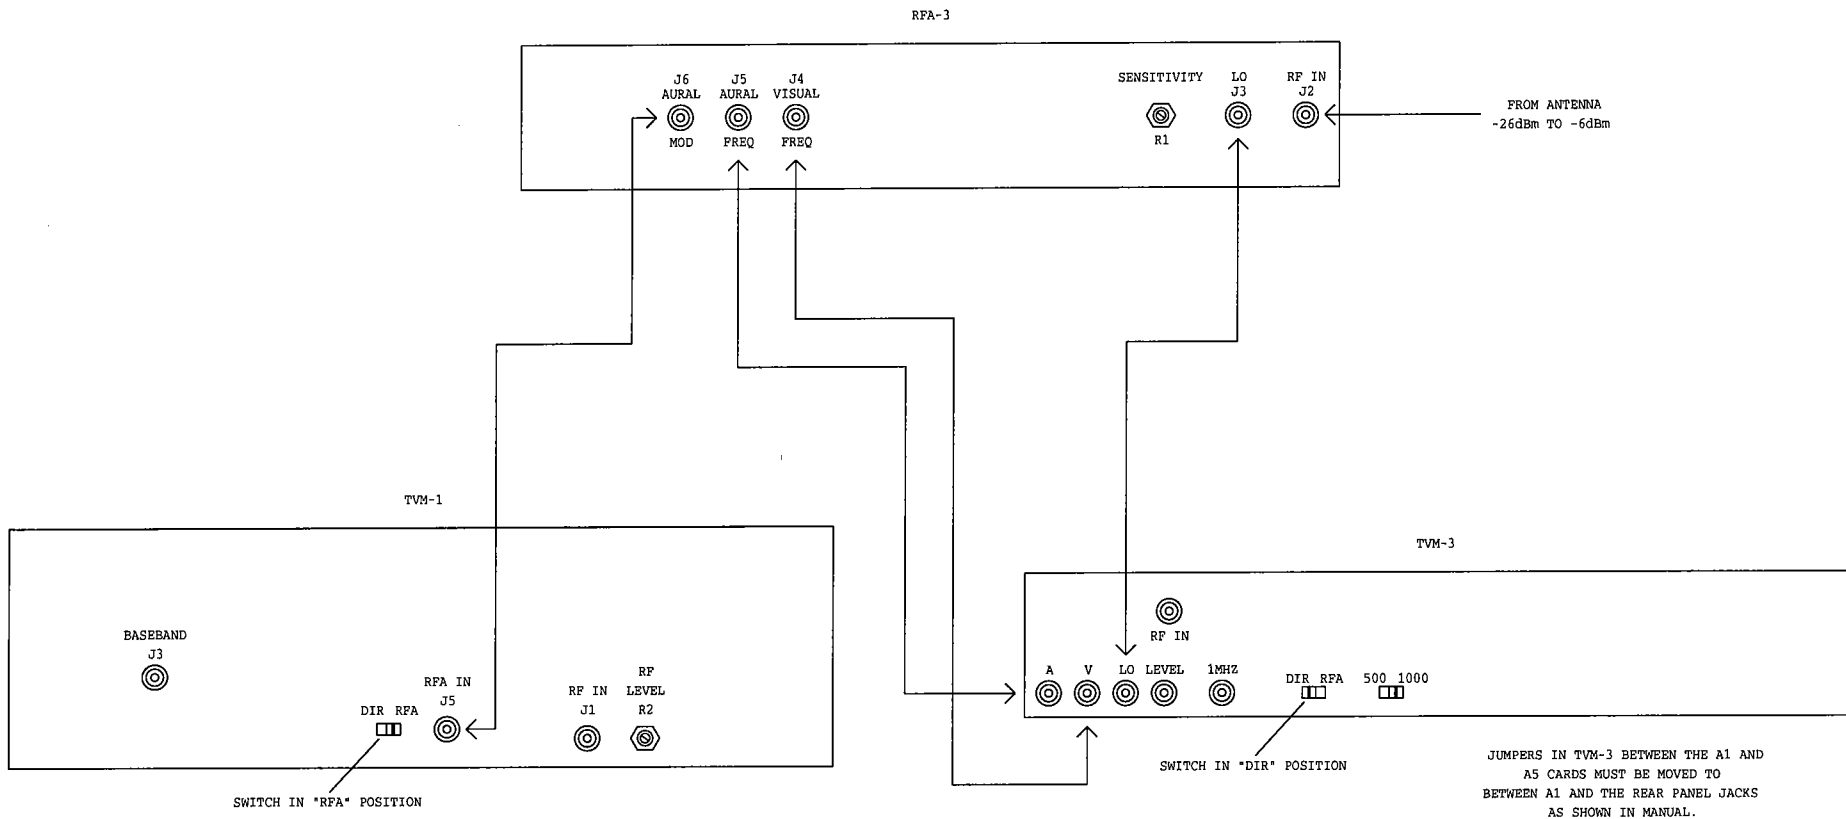 RFA-3
J6 J5 J4
AURAL AURAL VISUAL
MOD FREQ FREQ
SENSITIVITY LO RF IN
J3 J2
R1
FROM ANTENNA
-26dBm TO -6dBm
TVM-1
BASEBAND
J3
DIR RFA
RFA IN
J5
RF IN
J1
RF
LEVEL
R2
SWITCH IN "RFA" POSITION
TVM-3
RF IN
A V LO LEVEL 1MHZ
DIR RFA 500 1000
SWITCH IN "DIR" POSITION
JUMPERS IN TVM-3 BETWEEN THE A1 AND
A5 CARDS MUST BE MOVED TO
BETWEEN A1 AND THE REAR PANEL JACKS
AS SHOWN IN MANUAL.